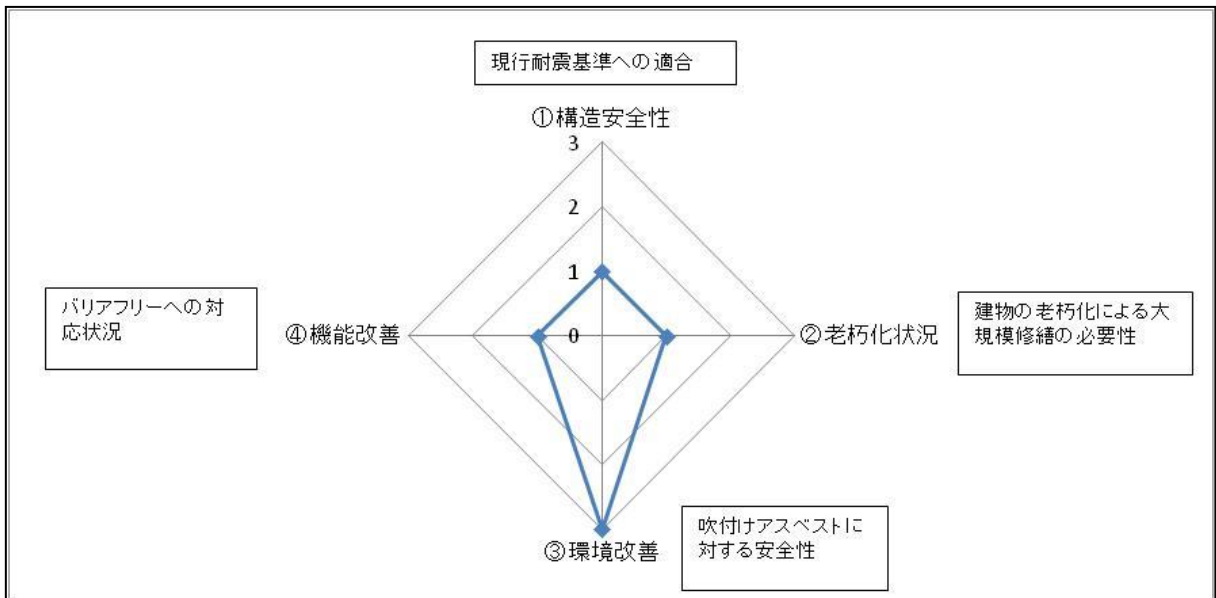 現行耐震基準への適合
①構造安全性
3
2
1
0
バリアフリーへの対
応状況
④機能改善
②老朽化状況
建物の老朽化による大
規模修繕の必要性
③環境改善
吹付けアスベストに
対する安全性